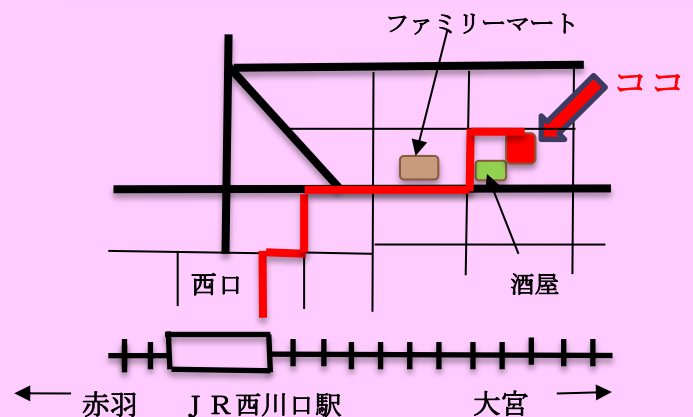 ファミリーマート
ココ
西口
酒屋
赤羽
ＪＲ西川口駅
大宮